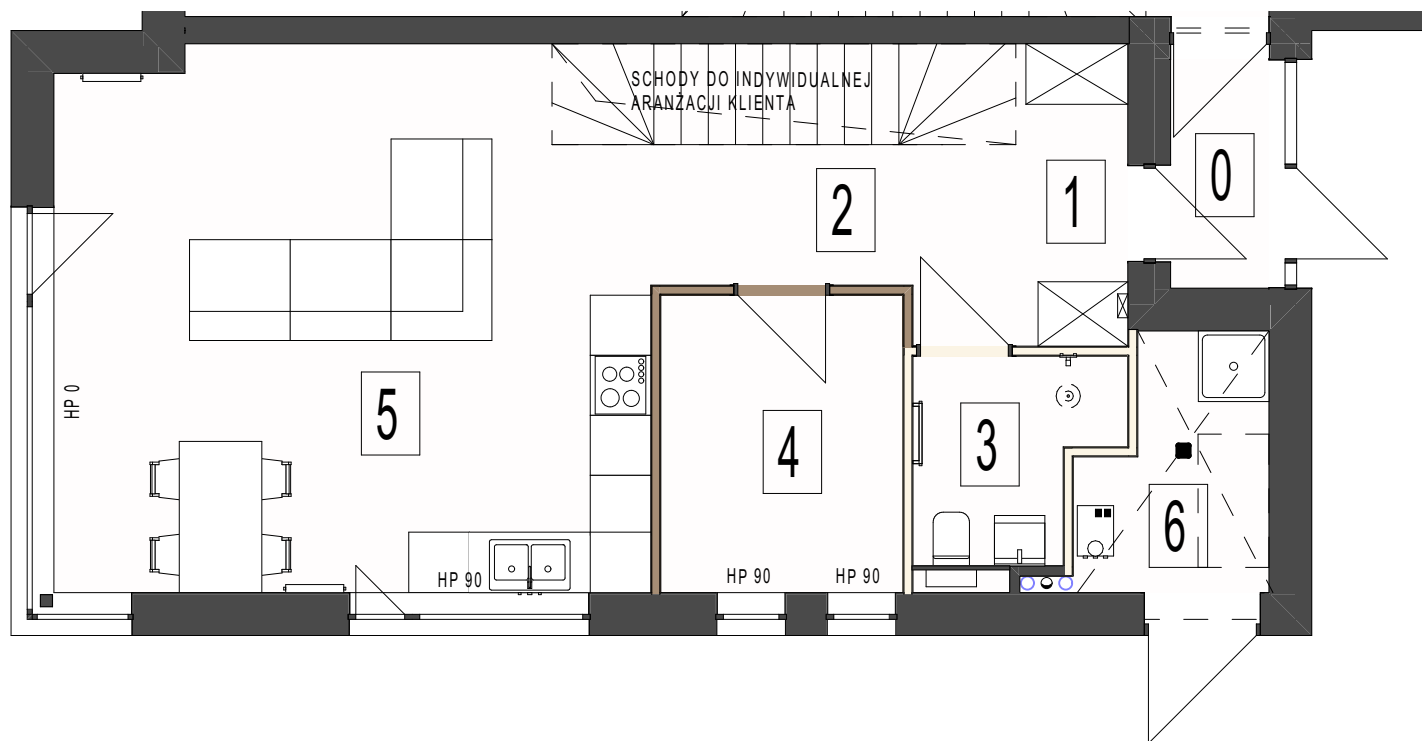 SCHODY DO INDYWIDUALNEJ
ARANŻACJI KLIENTA
0
1
2
HP 0
5
4
3
6
HP 90
HP 90
HP 90